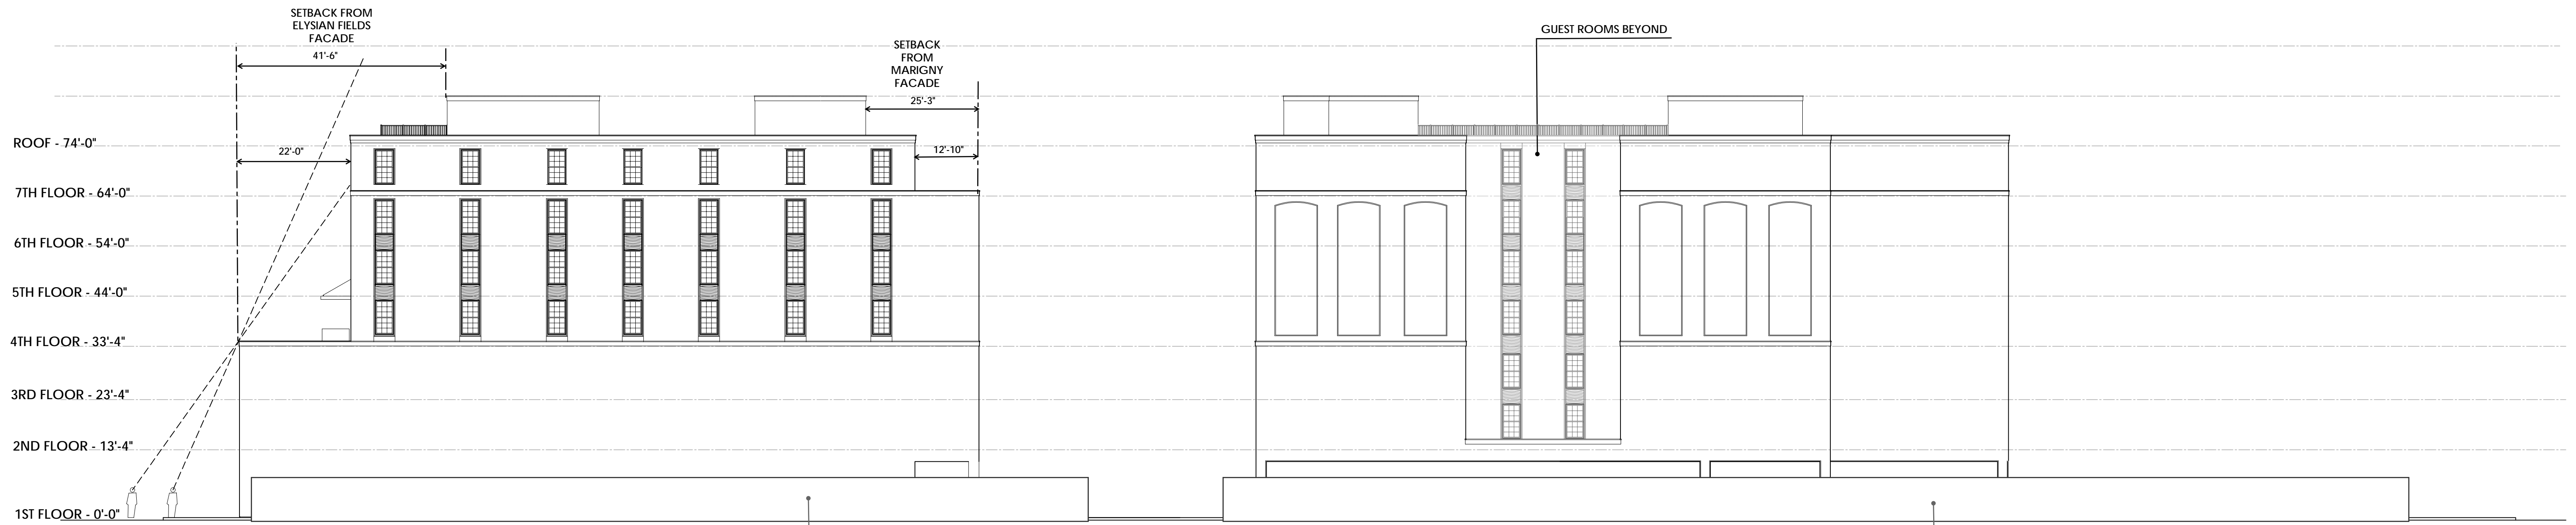 SETBACK FROM
ELYSIAN FIELDS
FACADE
41'-6"
SETBACK
FROM
MARIGNY
FACADE
25'-3"
GUEST ROOMS BEYOND
ROOF - 74'-0"
22'-0"
12'-10"
7TH FLOOR - 64'-0"
6TH FLOOR - 54'-0"
5TH FLOOR - 44'-0"
4TH FLOOR - 33'-4"
3RD FLOOR - 23'-4"
2ND FLOOR - 13'-4"
1ST FLOOR - 0'-0"